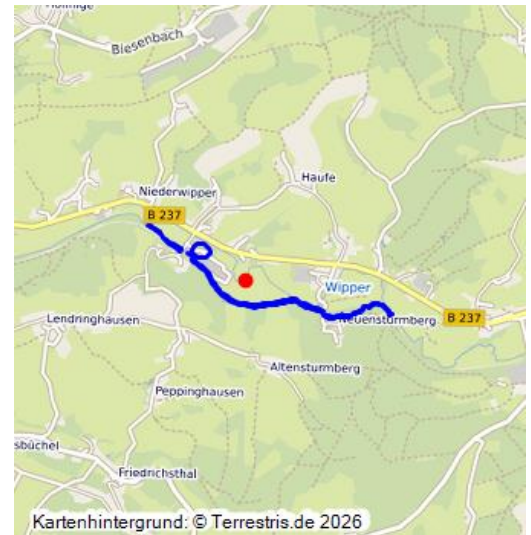 Biesenbach
Haufe
Niederwipper
B 237
Wipper
Lendringhausen
Neuensturmberg
B 237
Altensturmberg
Peppinghausen
sbüchel
Friedrichsthal
Kartenhintergrund: © Terrestris.de 2026